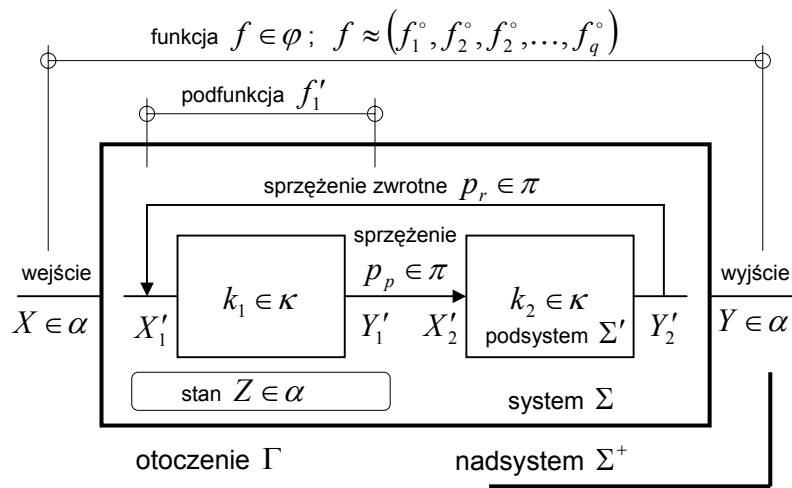 funkcja f ∈ φ ; f ≈ (f₁°, f₂°, f₂°,..., f_q°)
podfunkcja f₁′
sprzężenie zwrotne p_r ∈ π
sprzężenie
wejście
wyjście
p_p ∈ π
k₁ ∈ κ
k₂ ∈ κ
X ∈ α
X₁′
Y₁′
X₂′
podsystem Σ′
Y₂′
Y ∈ α
stan Z ∈ α
system Σ
otoczenie Γ
nadsystem Σ⁺